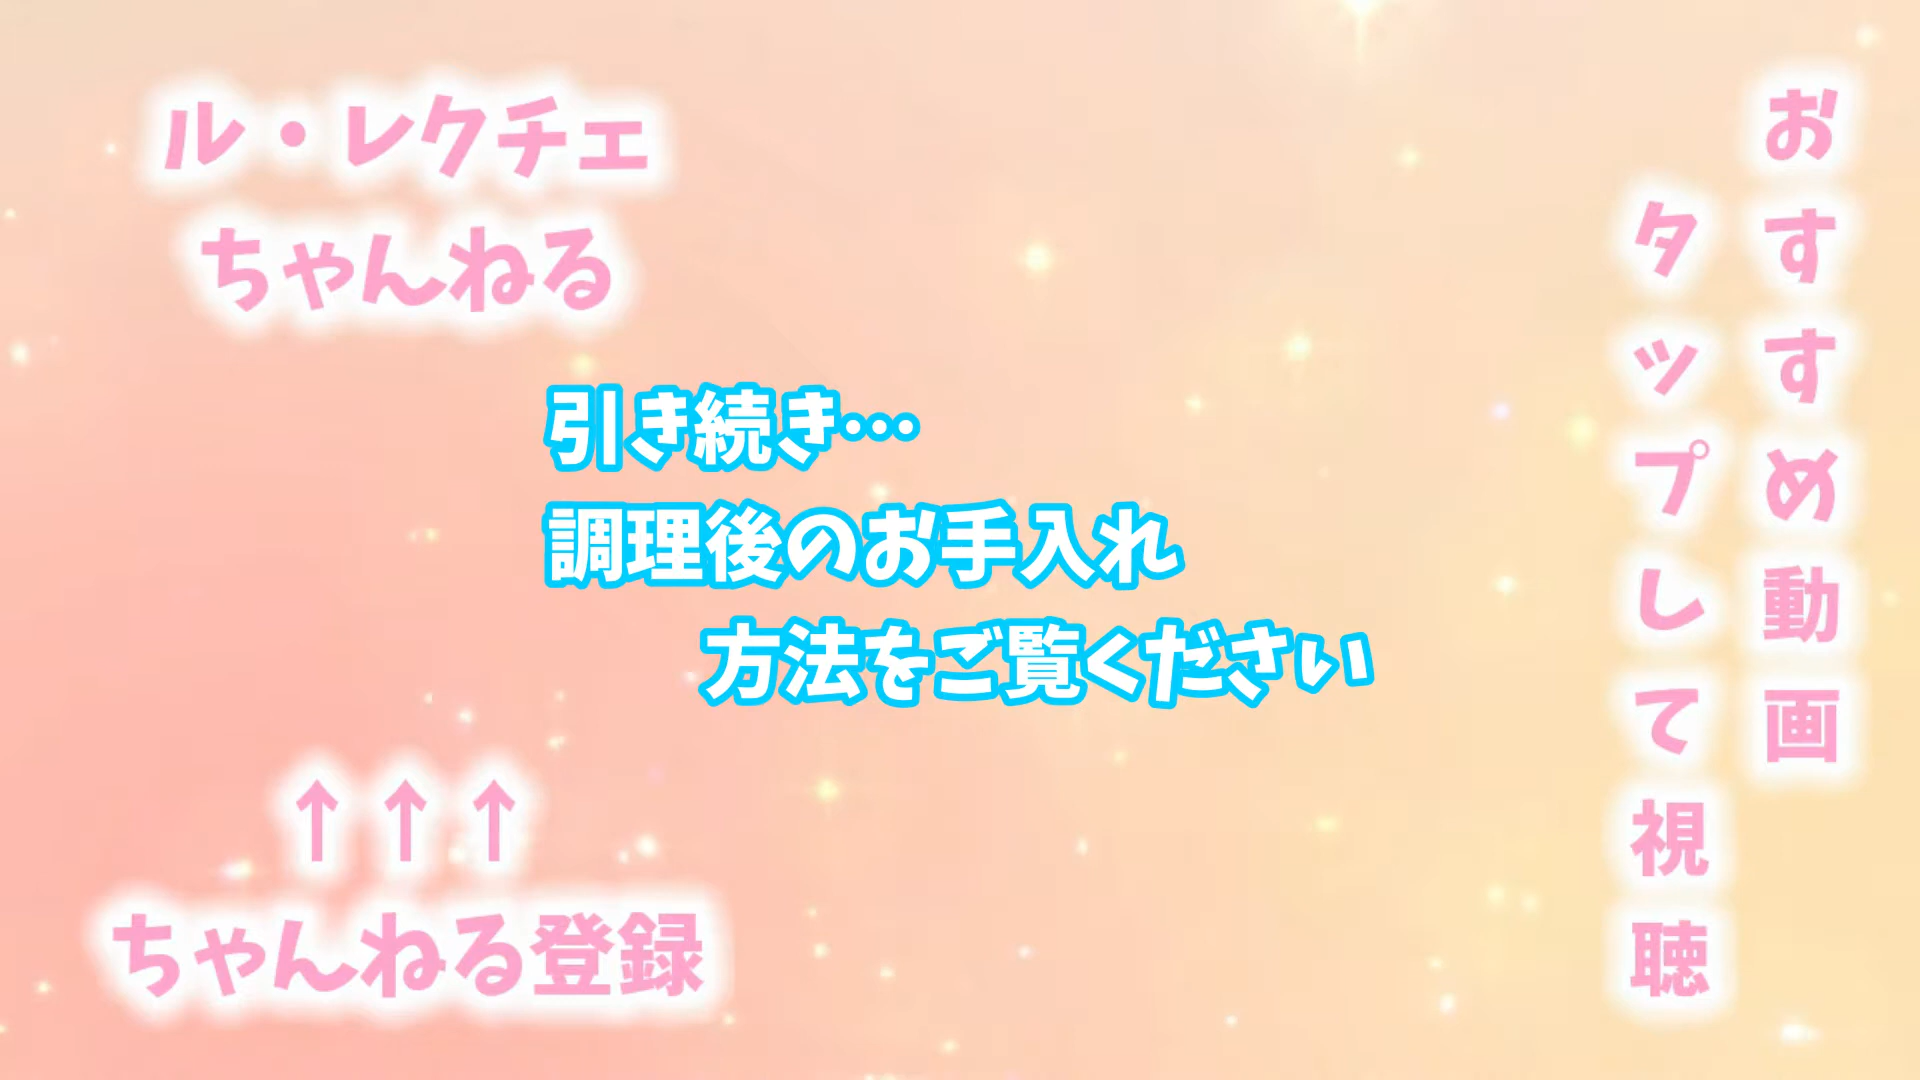 ル・レクチェ
ちゃんねる
引き続き…
調理後のお手入れ
方法をご覧ください
↑↑↑
ちゃんねる登録
おすすめ動画
タップして視聴